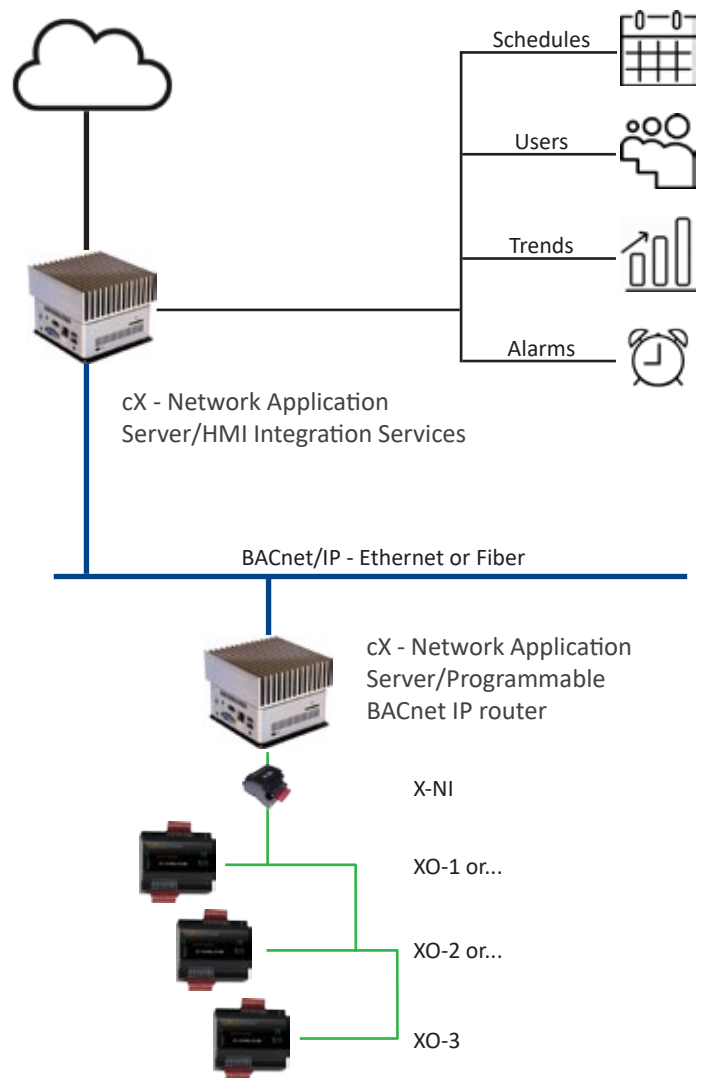 Schedules
Users
Trends
Alarms
cX - Network Application
Server/HMI Integration Services
BACnet/IP - Ethernet or Fiber
cX - Network Application
Server/Programmable
BACnet IP router
X-NI
XO-1 or...
XO-2 or...
XO-3